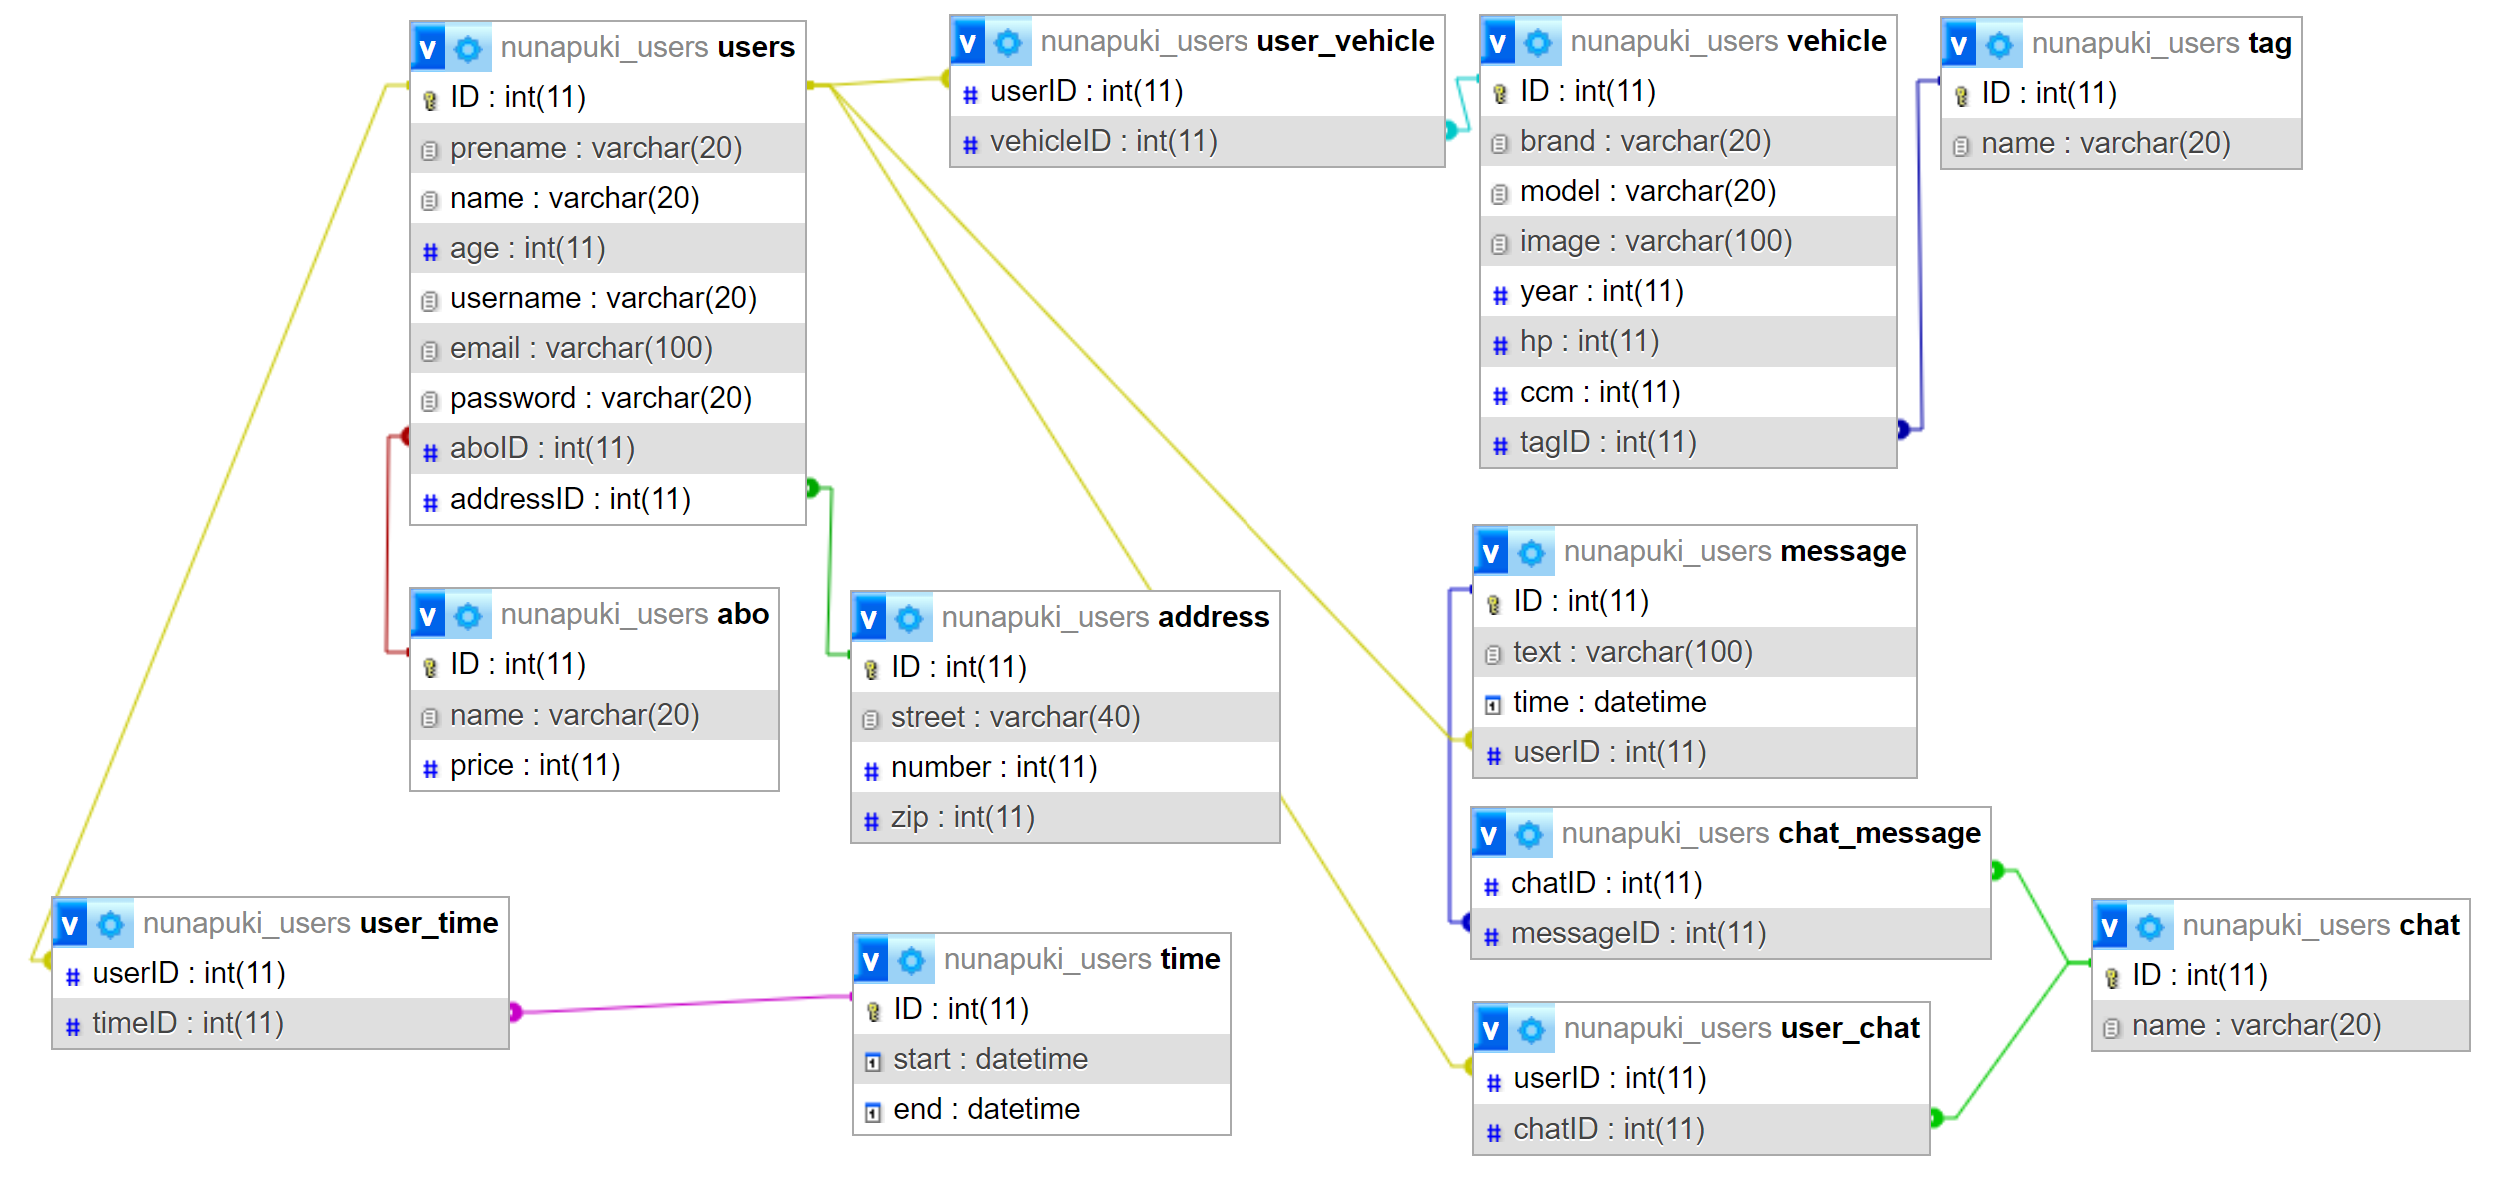 v nunapuki_users users
ID : int(11)
prename : varchar(20)
name : varchar(20)
age : int(11)
username : varchar(20)
email : varchar(100)
password : varchar(20)
aboID : int(11)
addressID : int(11)
v nunapuki_users user_vehicle
userID : int(11)
vehicleID : int(11)
v nunapuki_users vehicle
ID : int(11)
brand : varchar(20)
model : varchar(20)
image : varchar(100)
year : int(11)
hp : int(11)
ccm : int(11)
tagID : int(11)
v nunapuki_users tag
ID : int(11)
name : varchar(20)
v nunapuki_users abo
ID : int(11)
name : varchar(20)
price : int(11)
v nunapuki_users address
ID : int(11)
street : varchar(40)
number : int(11)
zip : int(11)
v nunapuki_users message
ID : int(11)
text : varchar(100)
time : datetime
userID : int(11)
v nunapuki_users chat_message
chatID : int(11)
messageID : int(11)
v nunapuki_users user_time
userID : int(11)
timeID : int(11)
v nunapuki_users time
ID : int(11)
start : datetime
end : datetime
v nunapuki_users user_chat
userID : int(11)
chatID : int(11)
v nunapuki_users chat
ID : int(11)
name : varchar(20)